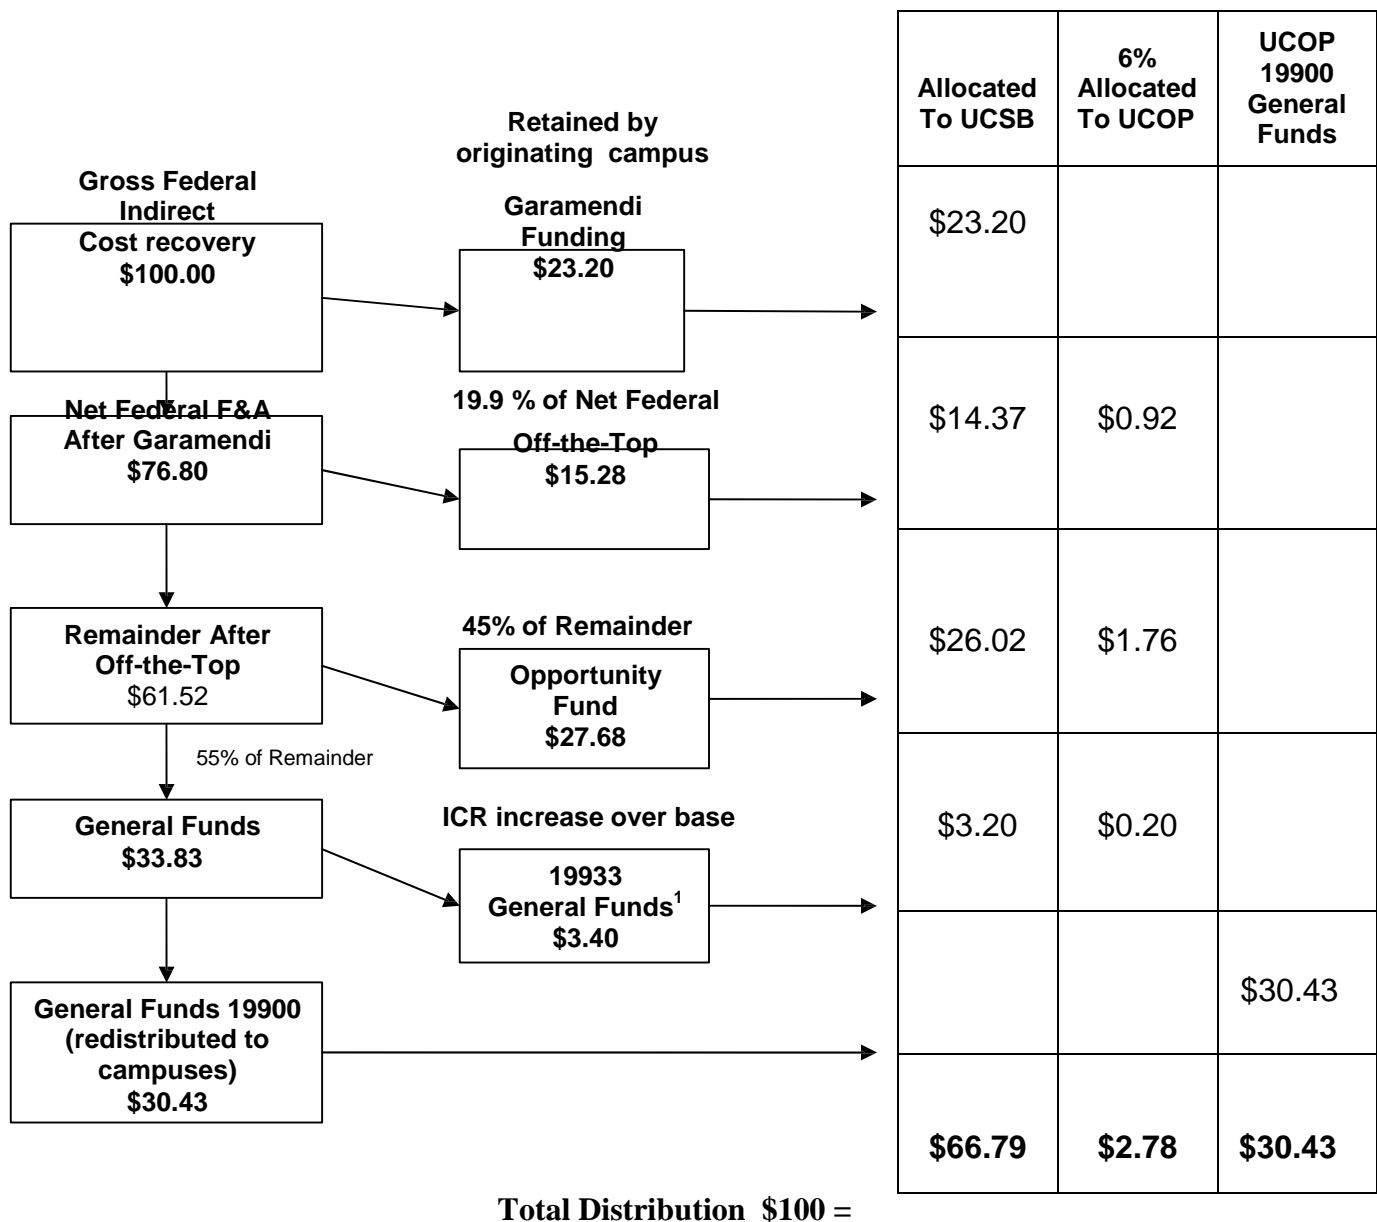 Gross Federal
Indirect
Cost recovery
$100.00
Retained by
originating campus
Garamendi
Funding
$23.20
Allocated
To UCSB
6%
Allocated
To UCOP
UCOP
19900
General
Funds
$23.20
Net Federal F&A
After Garamendi
$76.80
19.9 % of Net Federal
Off-the-Top
$15.28
$14.37
$0.92
Remainder After
Off-the-Top
$61.52
45% of Remainder
Opportunity
Fund
$27.68
$26.02
$1.76
55% of Remainder
General Funds
$33.83
ICR increase over base
19933
General Funds1
$3.40
$3.20
$0.20
General Funds 19900
(redistributed to
campuses)
$30.43
$30.43
$66.79
$2.78
$30.43
Total Distribution $100 =